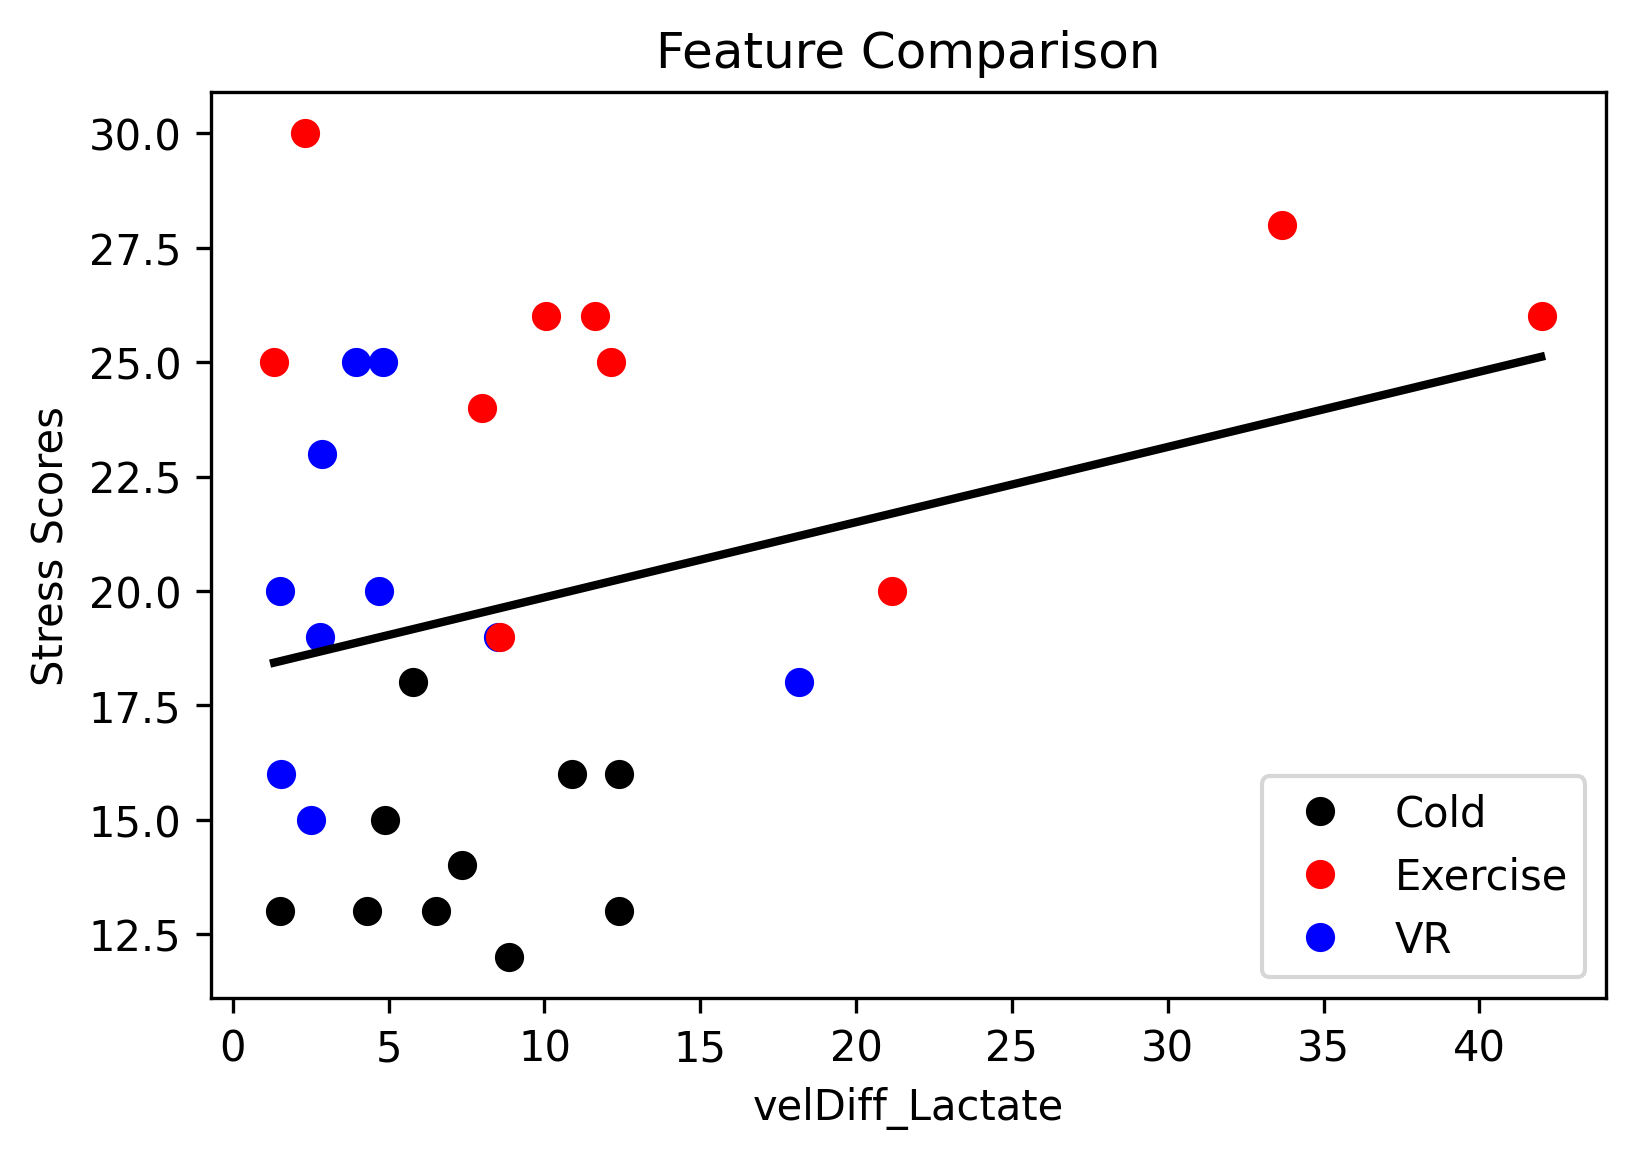 Feature Comparison
30.0
27.5
25.0
22.5
20.0
17.5
15.0
12.5
Stress Scores
Cold
Exercise
VR
0 5 10 15 20 25 30 35 40
velDiff_Lactate